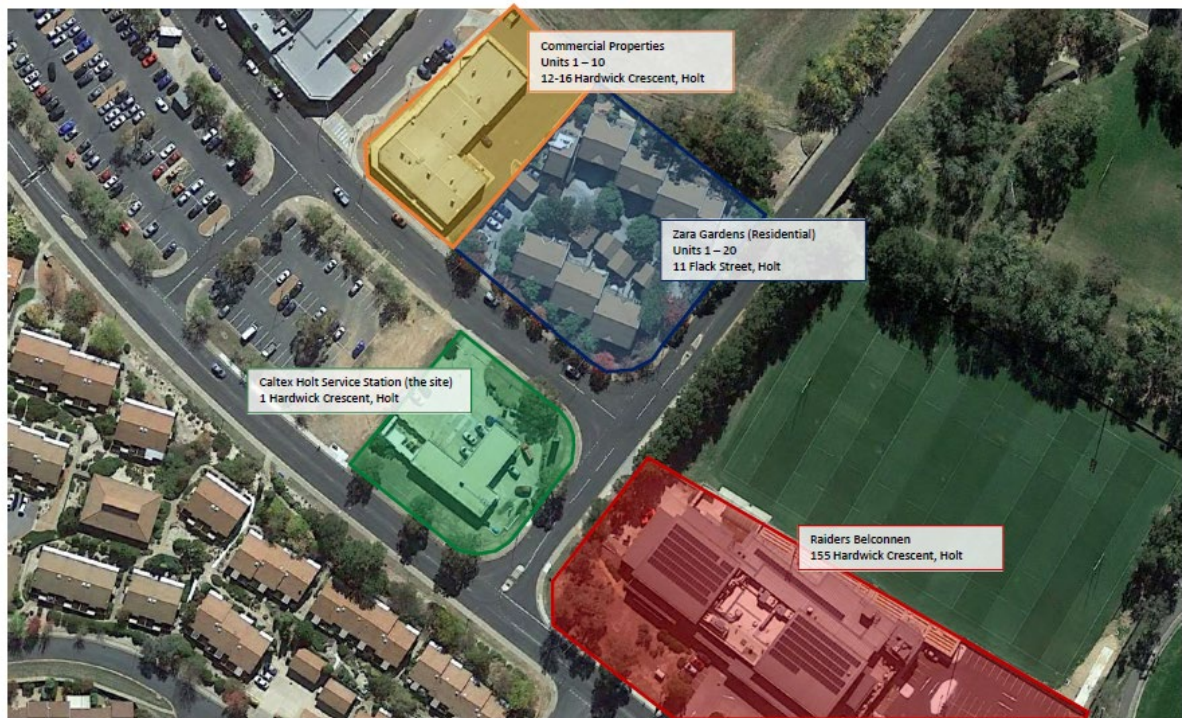 Commercial Properties
Units 1 – 10
12-16 Hardwick Crescent, Holt
Zara Gardens (Residential)
Units 1 – 20
11 Flack Street, Holt
Caltex Holt Service Station (the site)
1 Hardwick Crescent, Holt
Raiders Belconnen
155 Hardwick Crescent, Holt